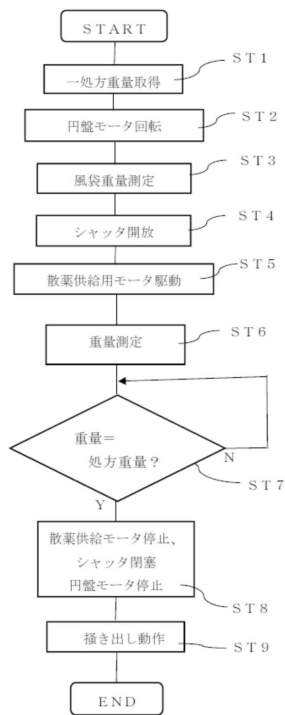 ＳＴＡＲＴ
一処方重量取得
ＳＴ１
円盤モータ回転
ＳＴ２
風袋重量測定
ＳＴ３
シャッタ開放
ＳＴ４
散薬供給用モータ駆動
ＳＴ５
重量測定
ＳＴ６
重量＝
処方重量？
Ｎ
ＳＴ７
Ｙ
散薬供給モータ停止、
シャッタ閉塞
円盤モータ停止
ＳＴ８
掻き出し動作
ＳＴ９
ＥＮＤ